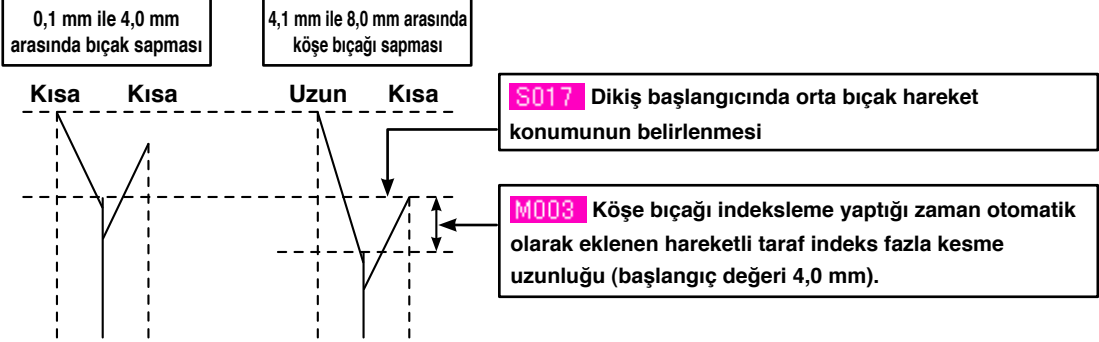 0,1 mm ile 4,0 mm
arasında bıçak sapması
4,1 mm ile 8,0 mm arasında
köşe bıçağı sapması
Kısa Kısa
Uzun Kısa
S017 Dikiş başlangıcında orta bıçak hareket
konumunun belirlenmesi
M003 Köşe bıçağı indeksleme yaptığı zaman otomatik
olarak eklenen hareketli taraf indeks fazla kesme
uzunluğu (başlangıç değeri 4,0 mm).